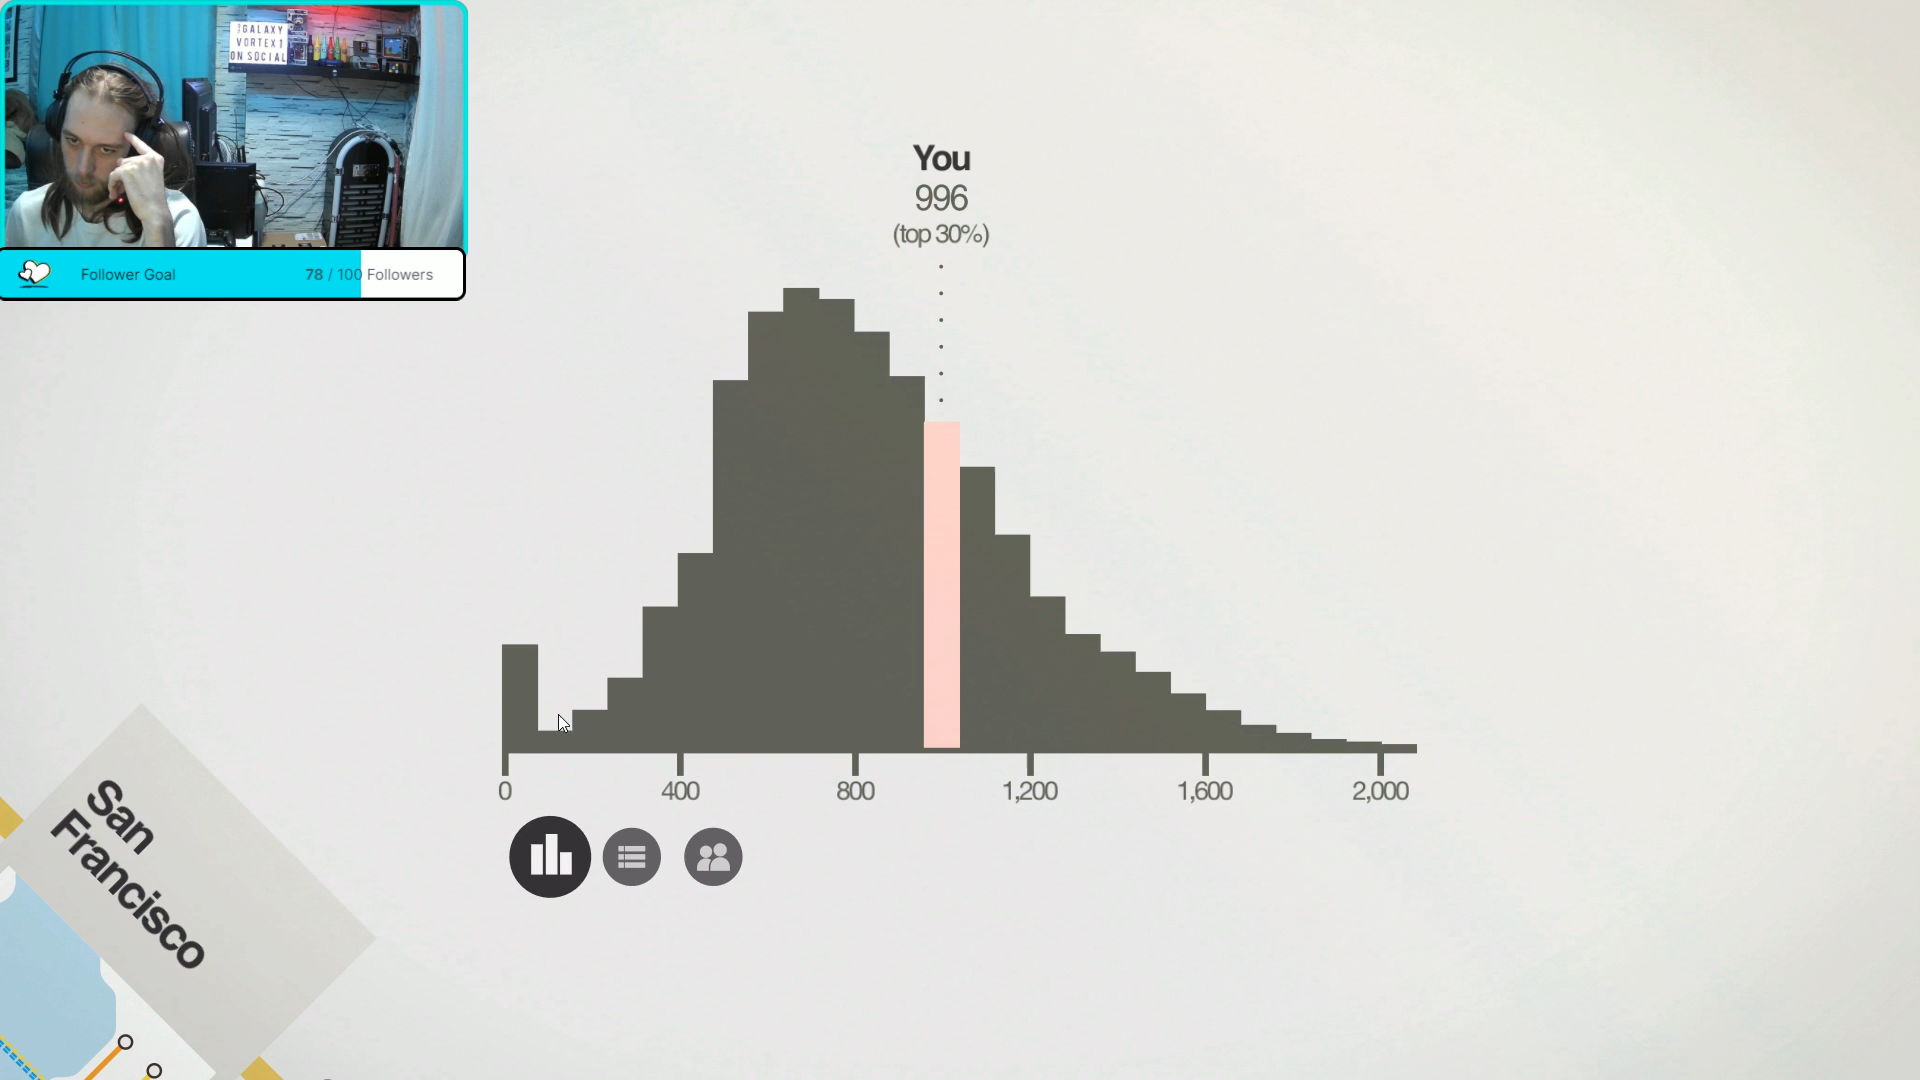 GALAXY
VORTEX1
ON SOCIAL
Follower Goal
78 / 100 Followers
You
996
(top 30%)
0
400
800
1,200
1,600
2,000
San
Francisco